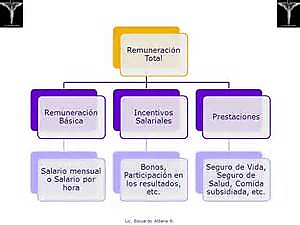 Remuneración
Total
Remuneración
Básica
Incentivos
Salariales
Prestaciones
Salario mensual
o Salario por
hora
Bonos,
Participación en
los resultados,
etc.
Seguro de Vida,
Seguro de
Salud, Comida
subsidiada, etc.
Lic. Eduardo Aldana R.